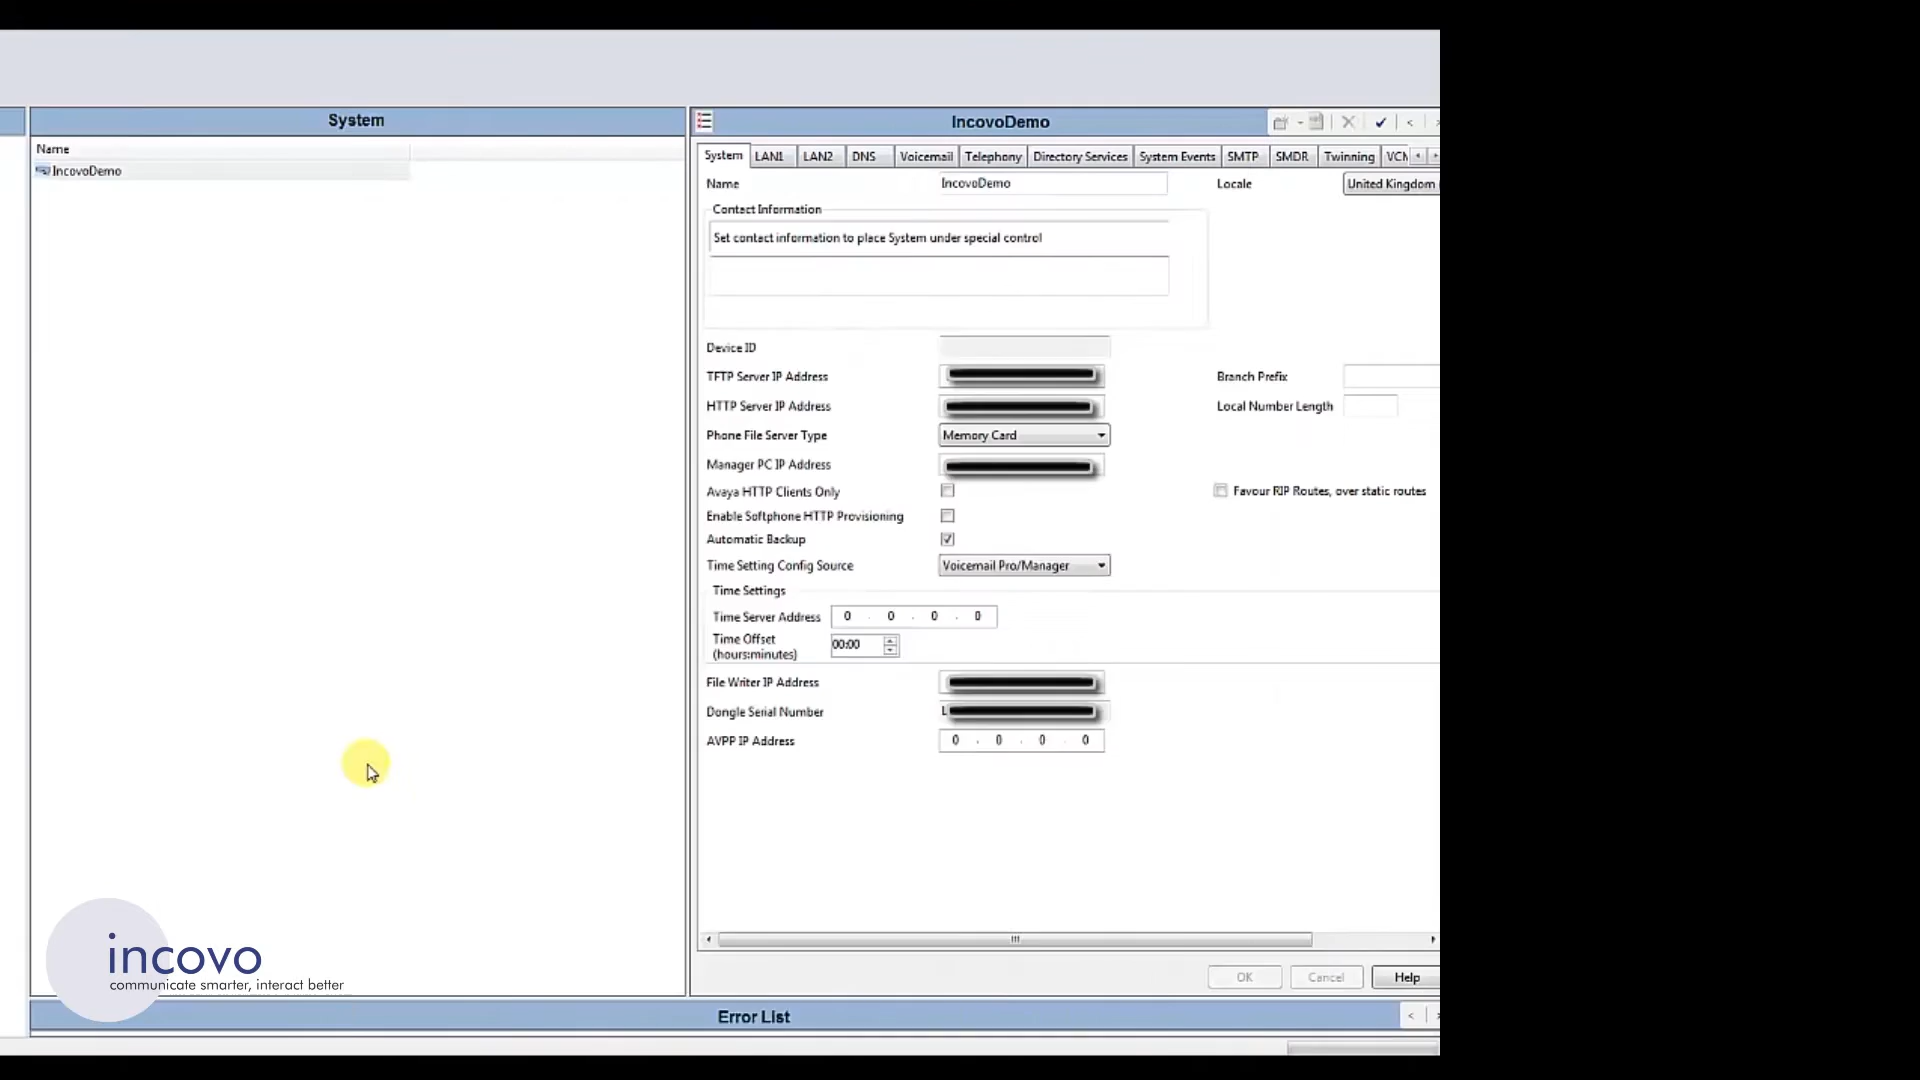 System
IncovoDemo
Name
IncovoDemo
System LAN1 LAN2 DNS Voicemail Telephony Directory Services System Events SMTP SMDR Twinning
Name IncovoDemo Locale United Kingdom
Contact Information
Set contact information to place System under special control
Device ID
TFTP Server IP Address Branch Prefix
HTTP Server IP Address Local Number Length
Phone File Server Type Memory Card
Manager PC IP Address
Avaya HTTP Clients Only Favour RIP Routes, over static routes
Enable Softphone HTTP Provisioning
Automatic Backup
Time Setting Config Source Voicemail Pro/Manager
Time Settings
Time Server Address 0 . 0 . 0 . 0
Time Offset 00:00
(hours:minutes)
File Writer IP Address
Dongle Serial Number
AVPP IP Address 0 . 0 . 0 . 0
incovo
communicate smarter, interact better
OK Cancel Help
Error List